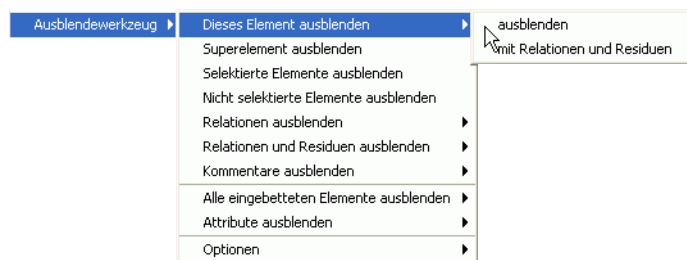 Ausblendewerkzeug
Dieses Element ausblenden
Superelement ausblenden
Selektierte Elemente ausblenden
Nicht selektierte Elemente ausblenden
Relationen ausblenden
Relationen und Residuen ausblenden
Kommentare ausblenden
Alle eingebetteten Elemente ausblenden
Attribute ausblenden
Optionen
ausblenden
mit Relationen und Residuen